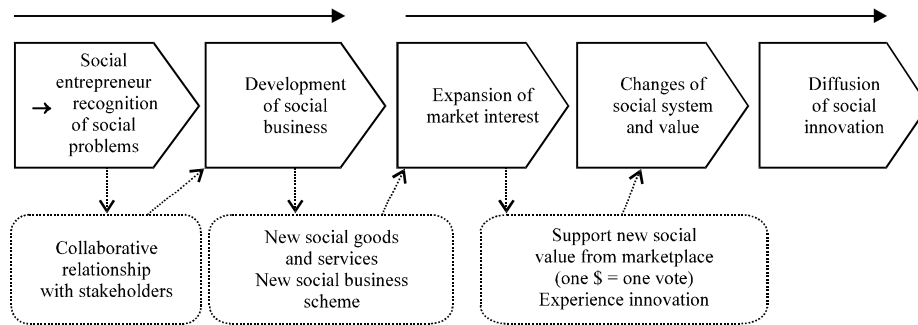 Social
entrepreneur
recognition
of social
problems
Development
of social
business
Expansion of
market interest
Changes of
social system
and value
Diffusion
of social
innovation
Collaborative
relationship
with stakeholders
New social goods
and services
New social business
scheme
Support new social
value from marketplace
(one $ = one vote)
Experience innovation